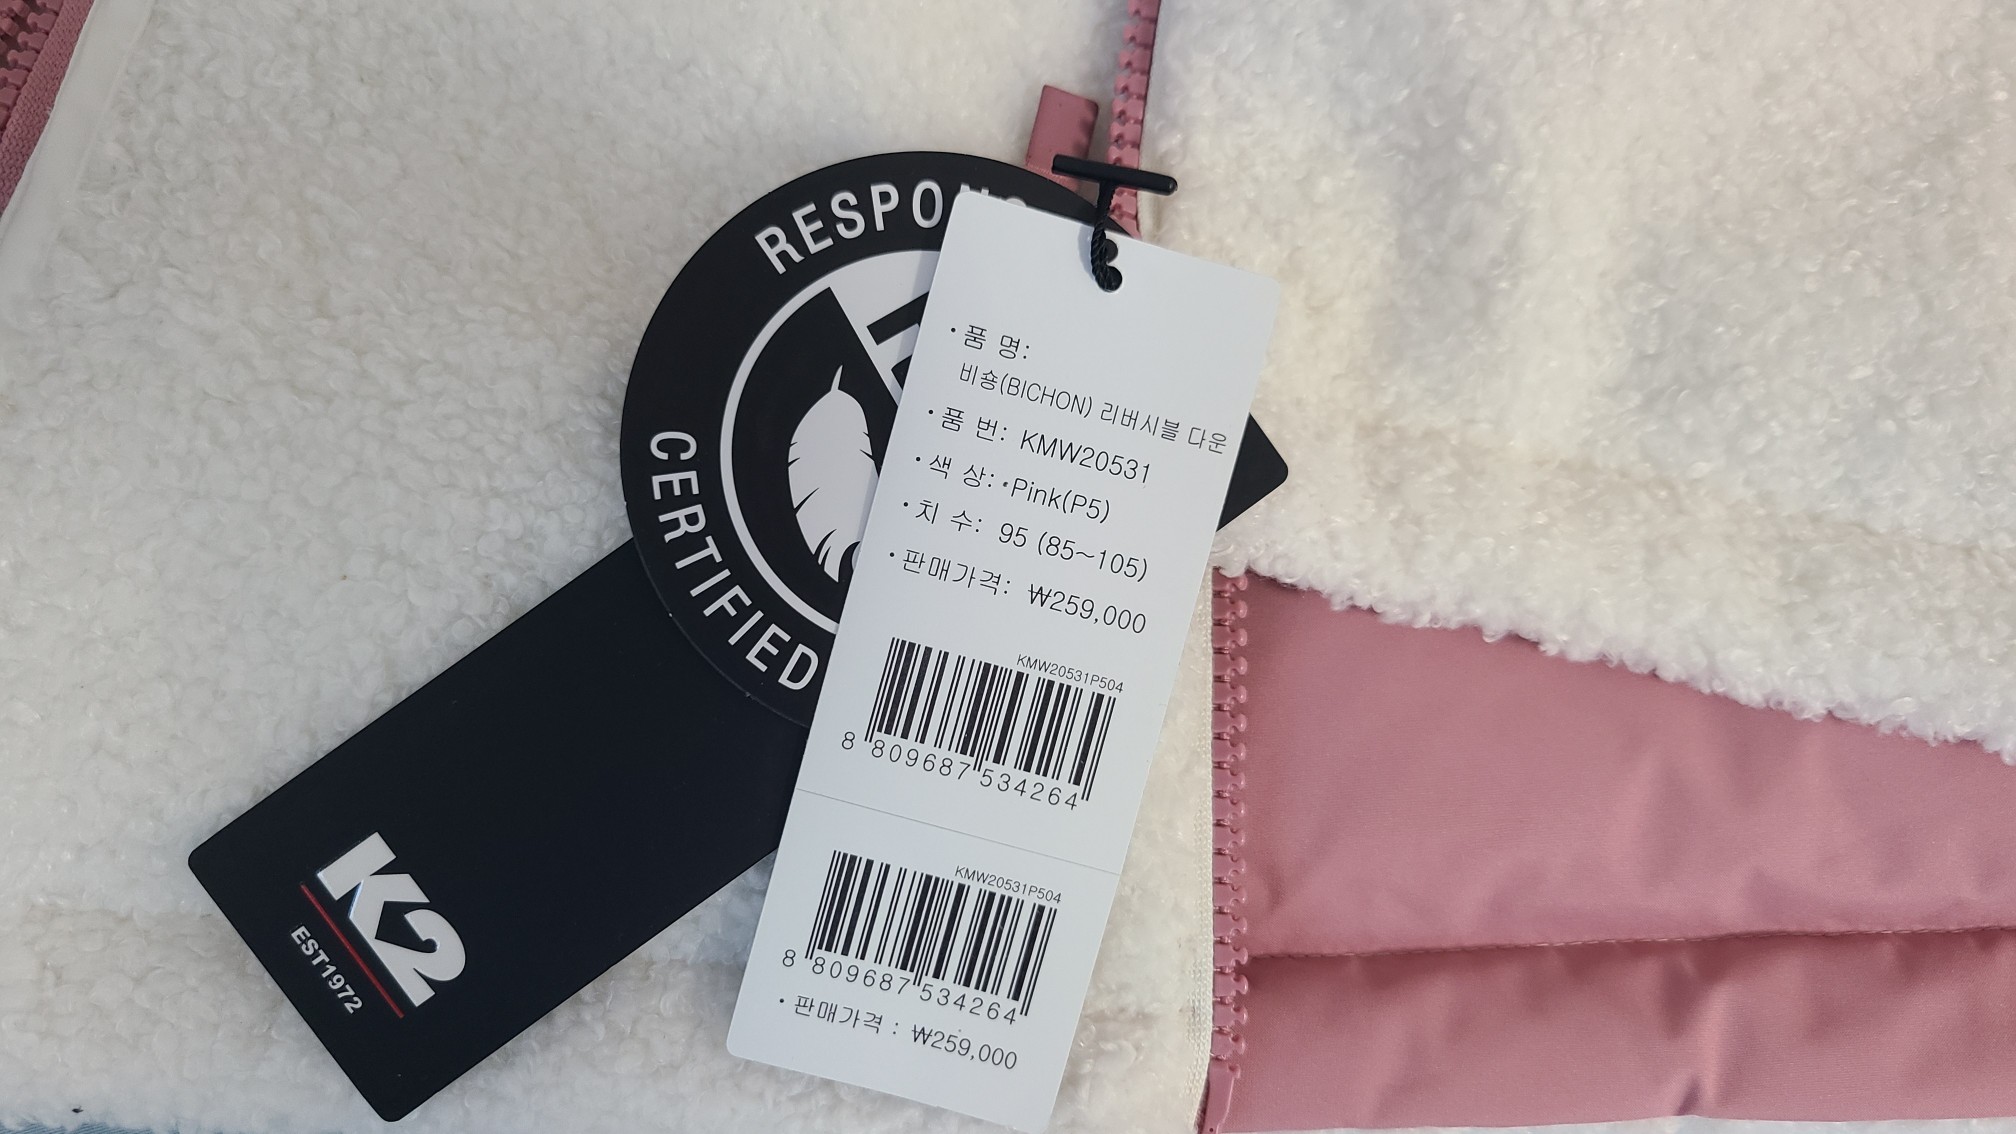 RESPONS
CERTIFIED
K2
EST1972
• 품 명:
비숑(BICHON) 리버시블 다운
• 품 번: KMW20531
• 색 상: Pink(P5)
• 치 수: 95 (85~105)
• 판매가격: ₩259,000
KMW20531P504
8 809687 534264
KMW20531P504
8 809687 534264
• 판매가격 : ₩259,000